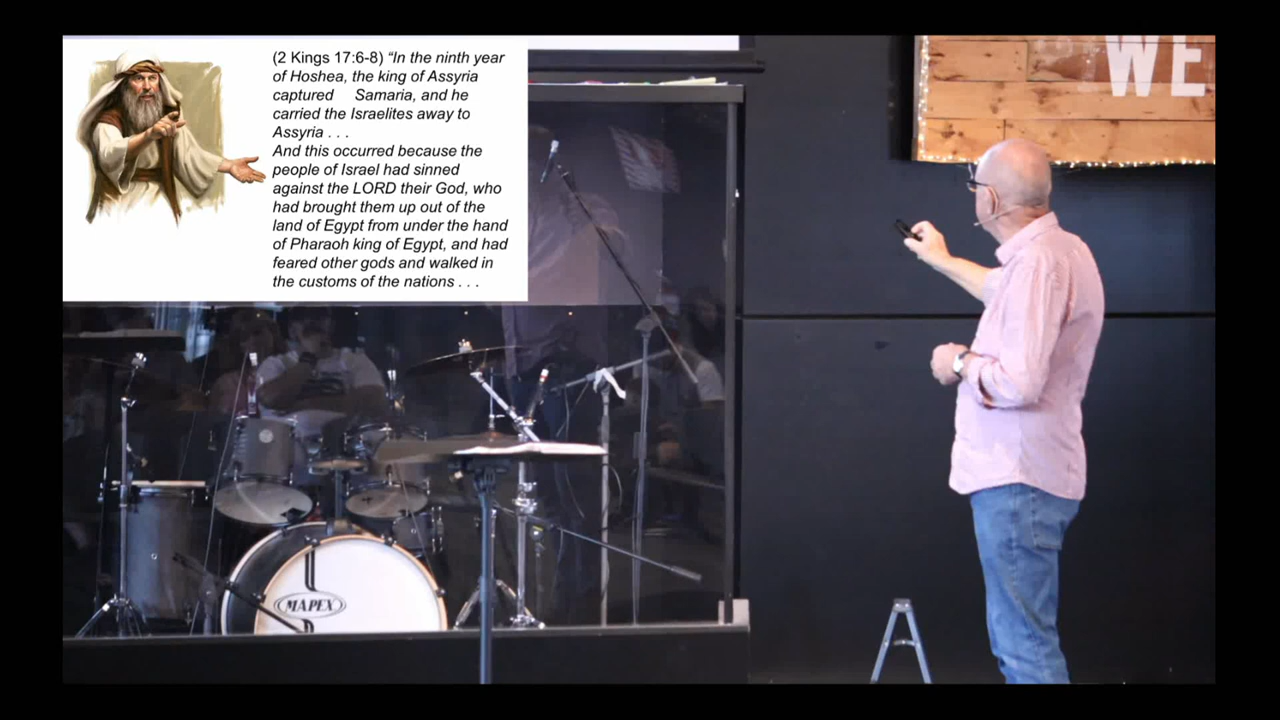 (2 Kings 17:6-8) “In the ninth year
of Hoshea, the king of Assyria
captured Samaria, and he
carried the Israelites away to
Assyria . . .
And this occurred because the
people of Israel had sinned
against the LORD their God, who
had brought them up out of the
land of Egypt from under the hand
of Pharaoh king of Egypt, and had
feared other gods and walked in
the customs of the nations . . .
WE
MAPEX